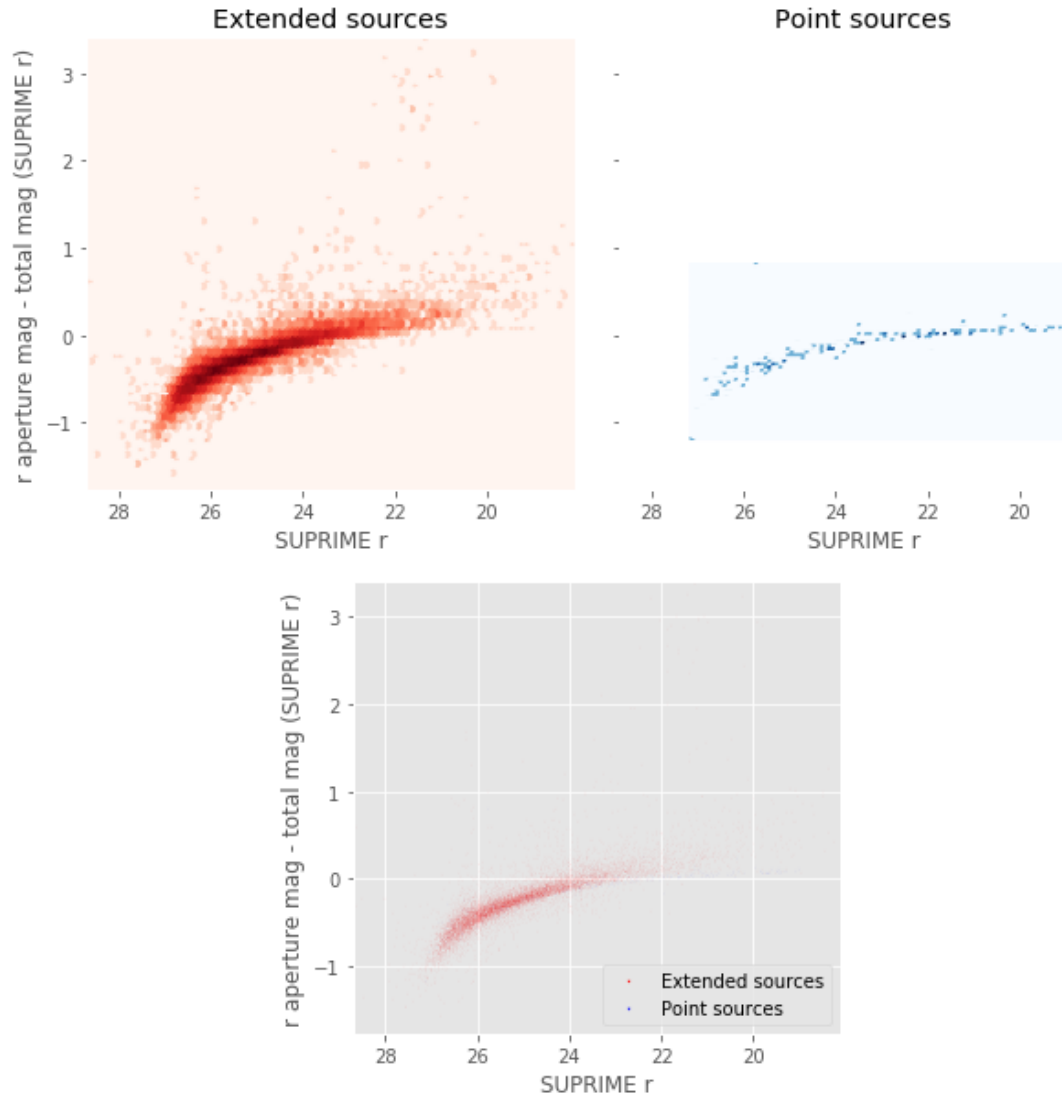 Extended sources
Point sources
r aperture mag - total mag (SUPRIME r)
3
2
1
0
−1
28
26
24
22
20
SUPRIME r
28
26
24
22
20
SUPRIME r
r aperture mag - total mag (SUPRIME r)
3
2
1
0
−1
Extended sources
Point sources
28
26
24
22
20
SUPRIME r